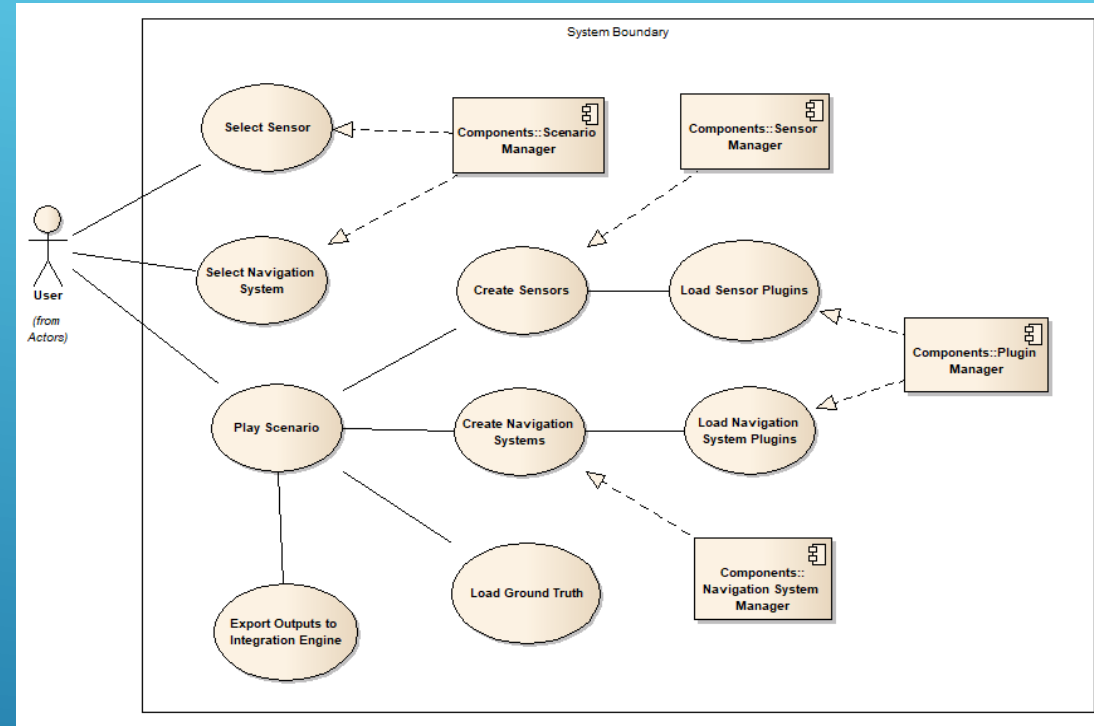 System Boundary
Select Sensor
Components::Scenario
Manager
Components::Sensor
Manager
User
(from
Actors)
Select Navigation
System
Create Sensors
Load Sensor Plugins
Components::Plugin
Manager
Play Scenario
Create Navigation
Systems
Load Navigation
System Plugins
Export Outputs to
Integration Engine
Load Ground Truth
Components::
Navigation System
Manager